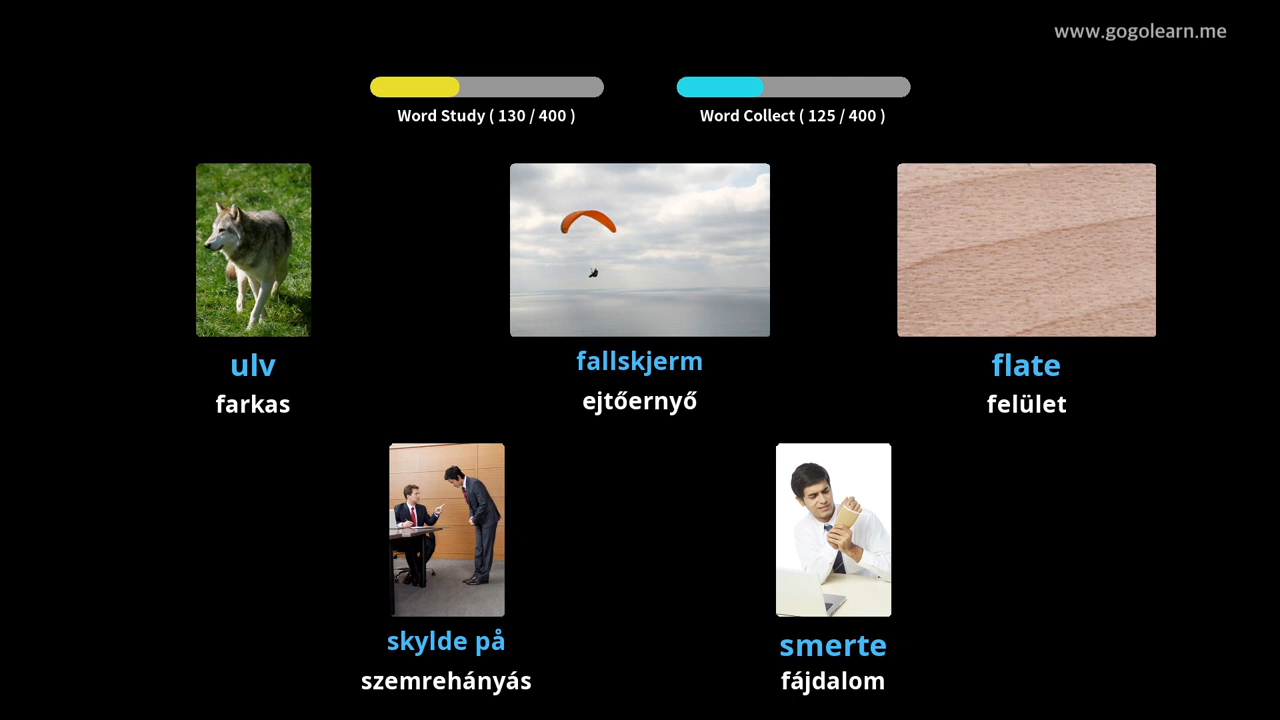 www.gogolearn.me
Word Study ( 130 / 400 )
Word Collect ( 125 / 400 )
ulv
farkas
fallskjerm
ejtőernyő
flate
felület
skylde på
szemrehányás
smerte
fájdalom